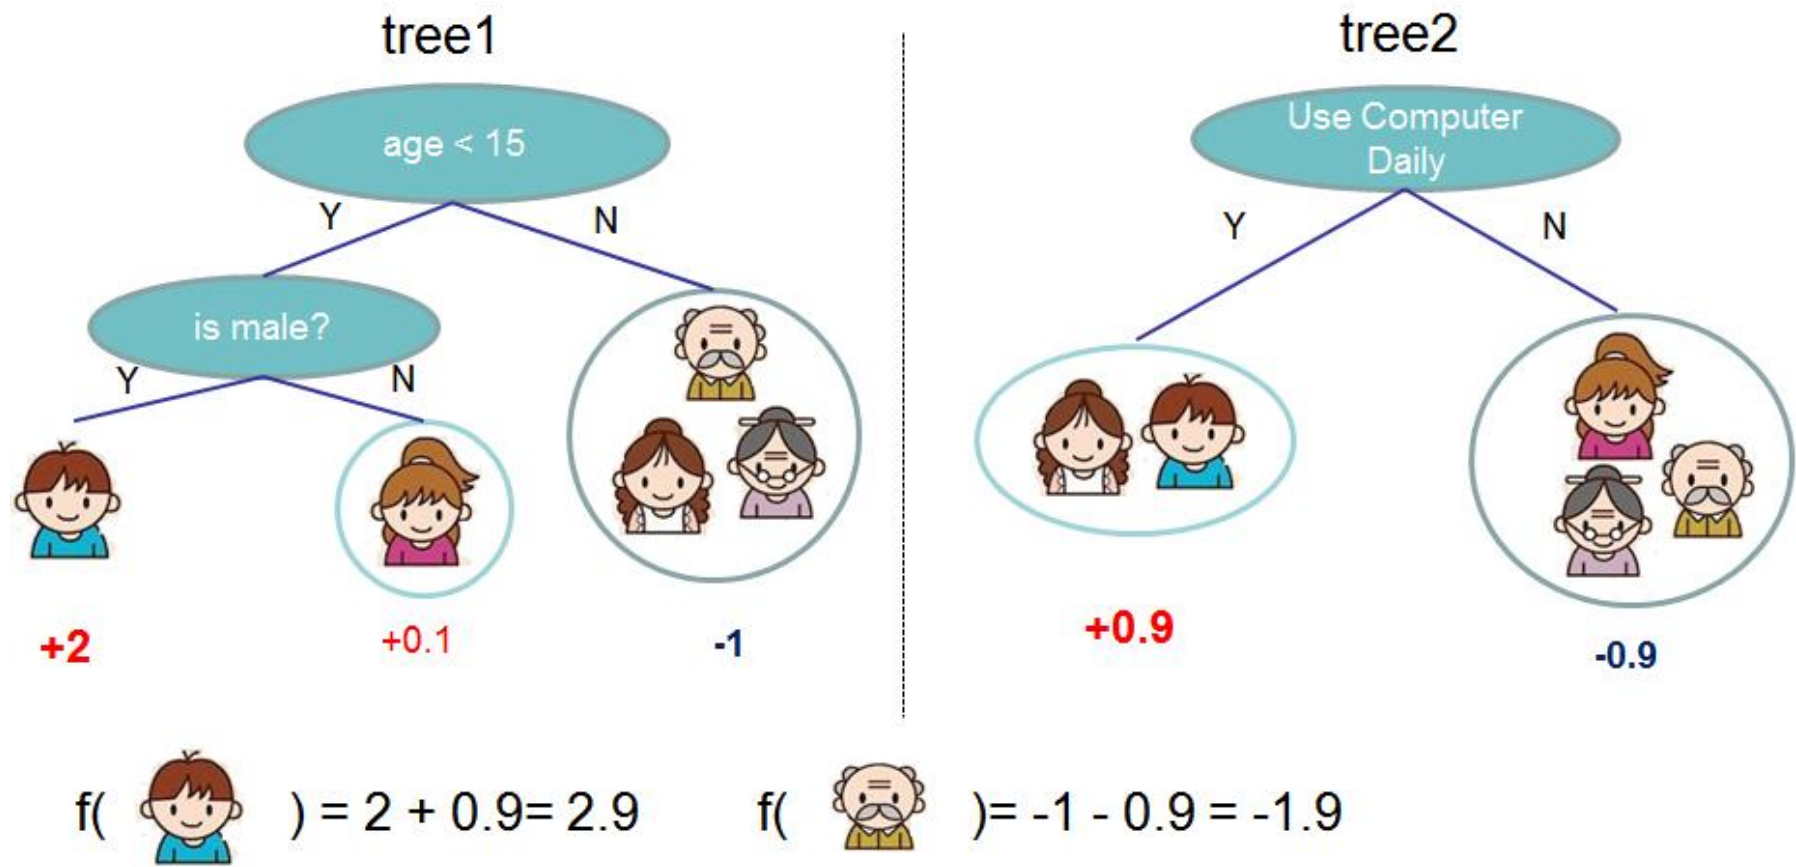 tree1
age < 15
Y
N
is male?
Y
N
+2
+0.1
-1
tree2
Use Computer
Daily
Y
N
+0.9
-0.9
f( ) = 2 + 0.9= 2.9
f( )= -1 - 0.9 = -1.9